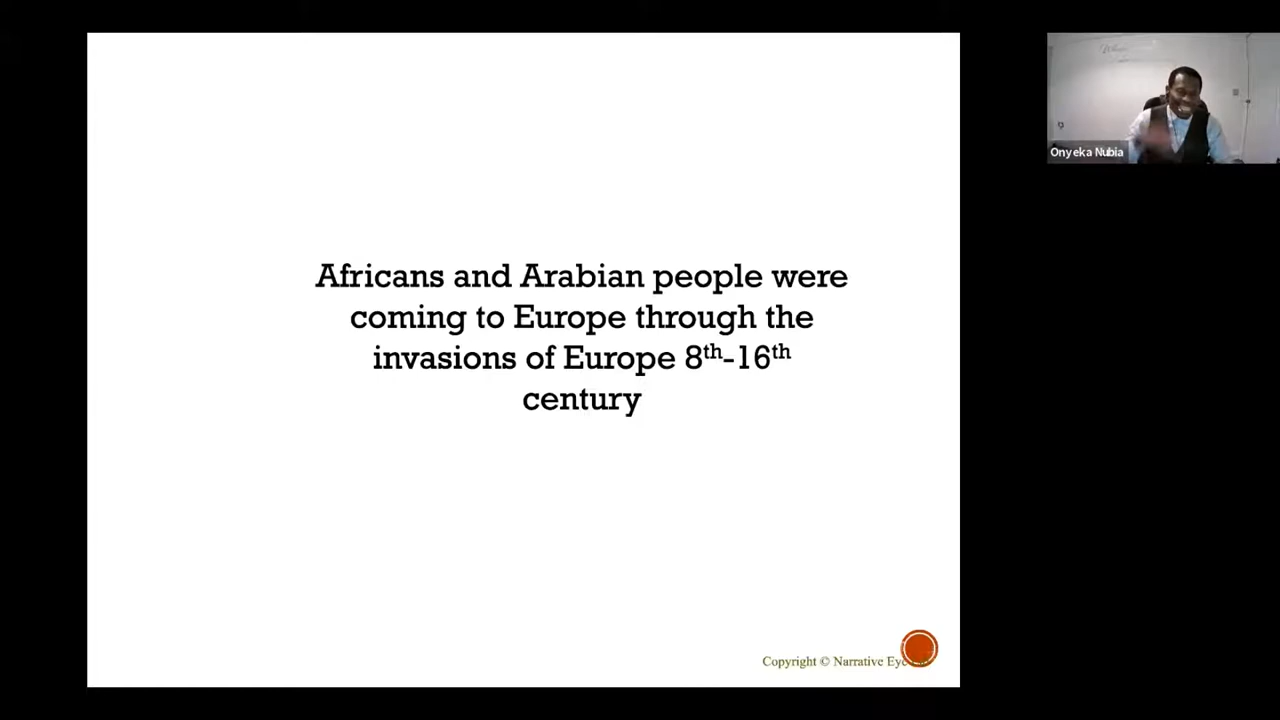 Africans and Arabian people were
coming to Europe through the
invasions of Europe 8th-16th
century
Onyeka Nubia
Copyright © Narrative Eye